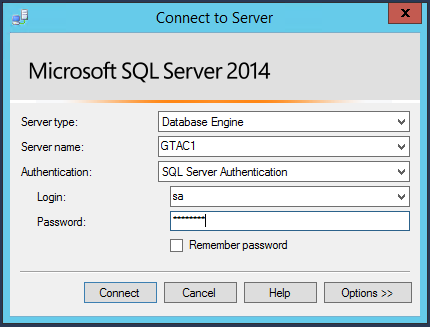 Connect to Server
x
Microsoft SQL Server 2014
Server type: Database Engine
Server name: GTAC1
Authentication: SQL Server Authentication
Login: sa
Password: ********
Remember password
Connect Cancel Help Options >>